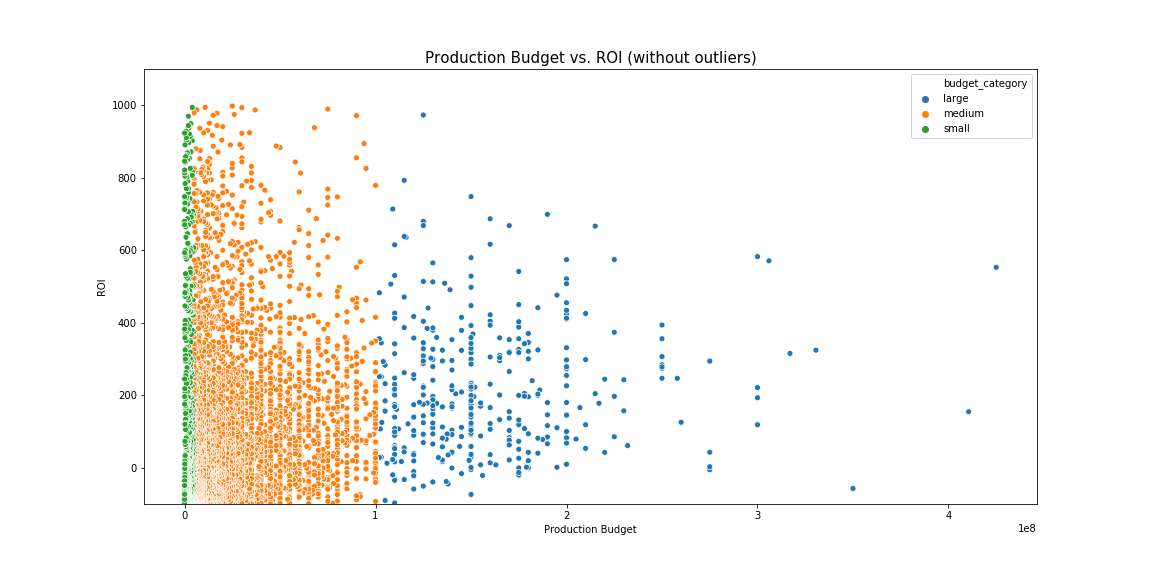 Production Budget vs. ROI (without outliers)
budget_category
large
medium
small
1000
800
600
400
200
0
ROI
0 1 2 3 4
1e8
Production Budget